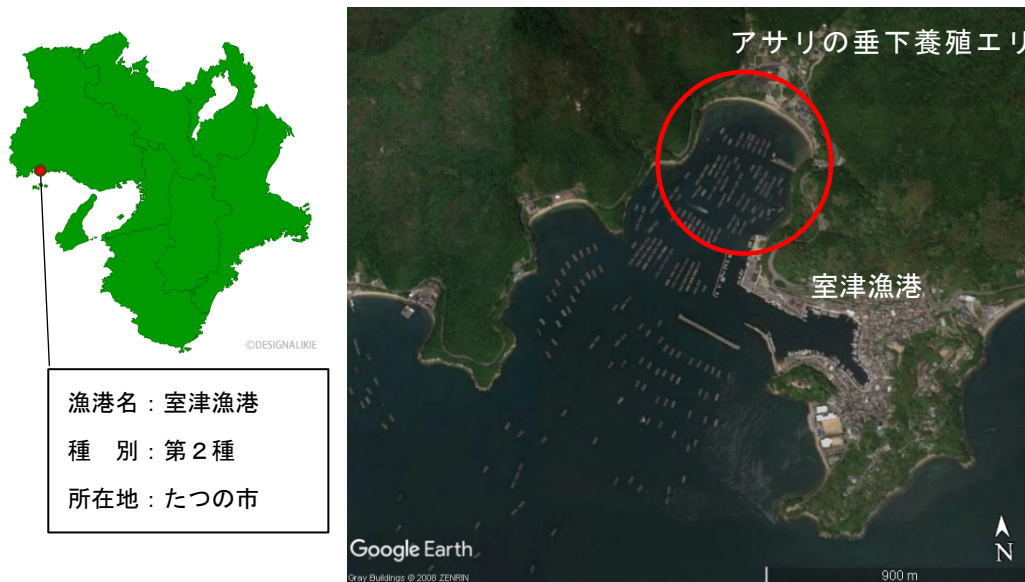 ©DESIGNALIKIE
漁港名：室津漁港
種　別：第２種
所在地：たつの市
アサリの垂下養殖エリ
室津漁港
Google Earth
Gray Buildings © 2008 ZENRIN
N
900 m